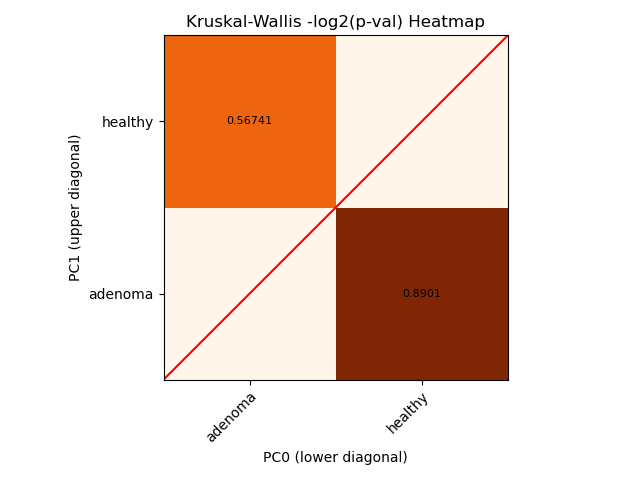 Kruskal-Wallis -log2(p-val) Heatmap
PC1 (upper diagonal)
healthy
0.56741
adenoma
0.8901
adenoma
healthy
PC0 (lower diagonal)